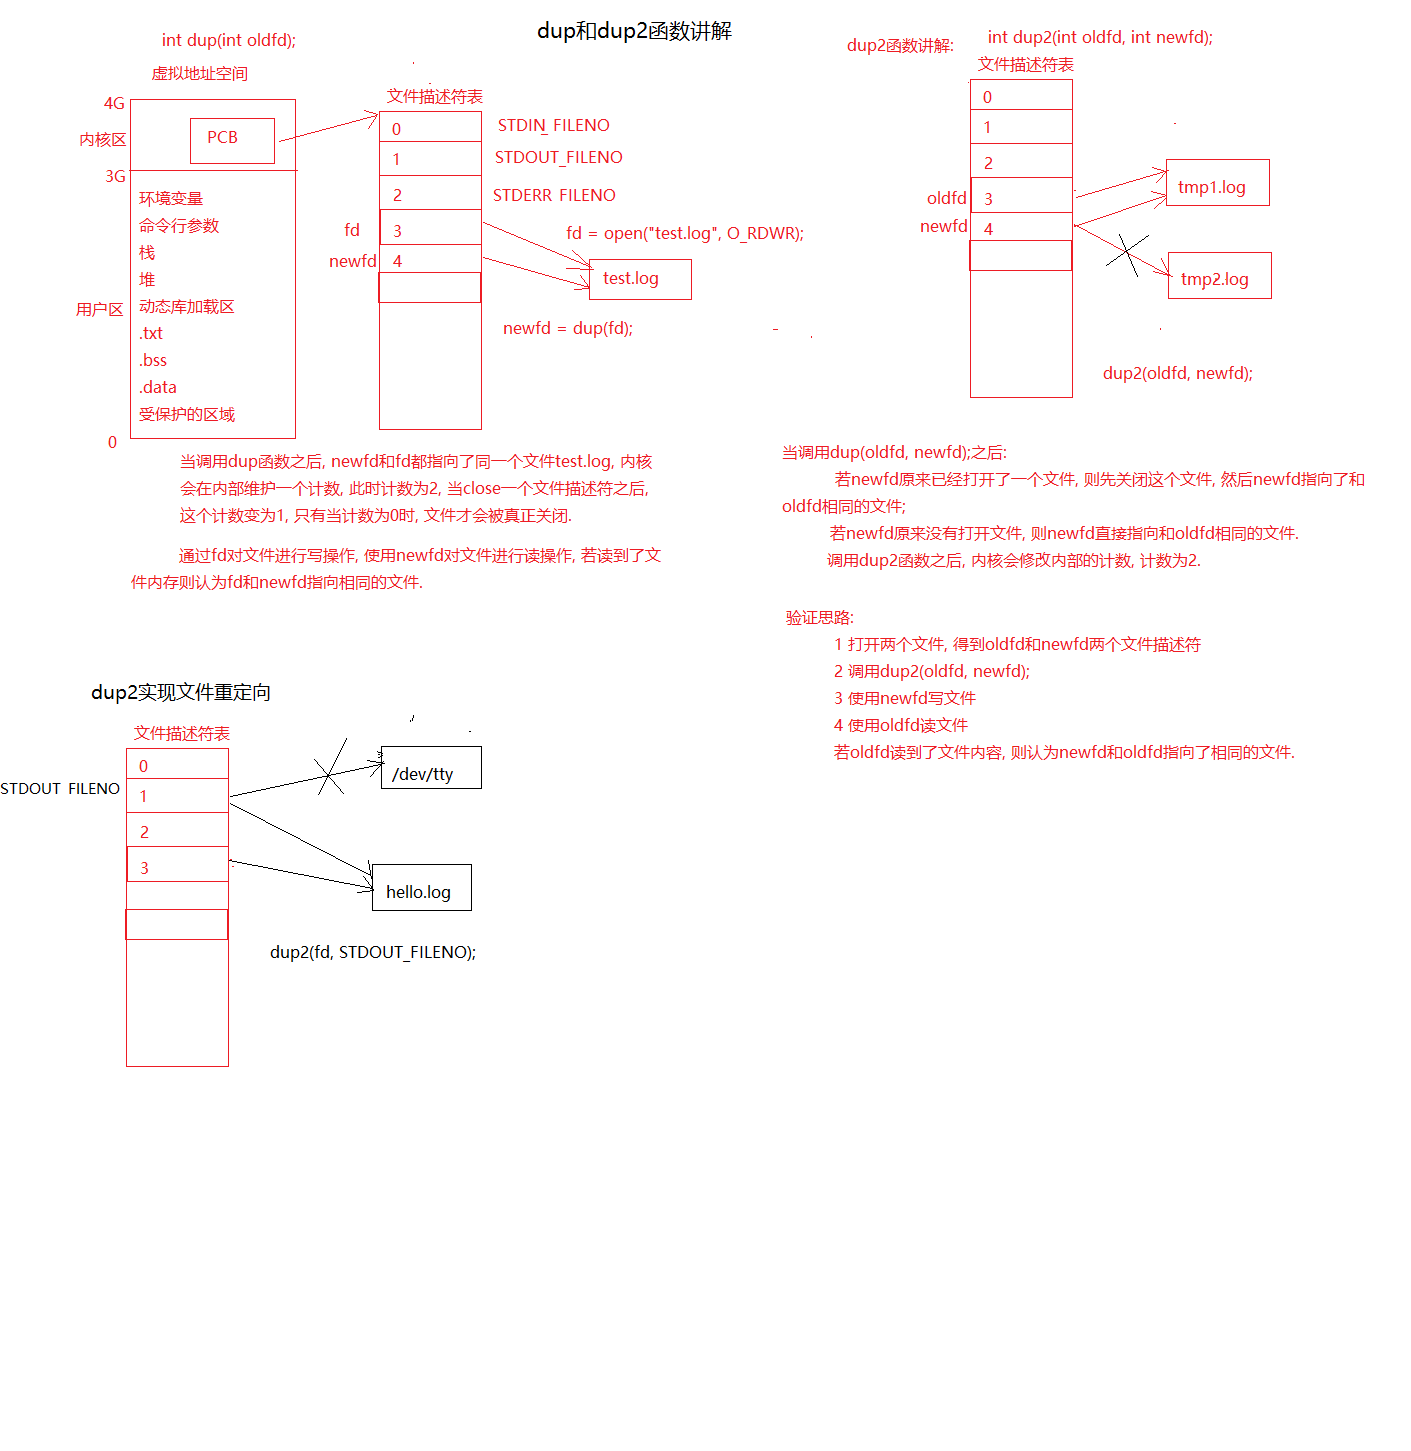 dup和dup2函数讲解
int dup(int oldfd);
虚拟地址空间
4G
内核区
PCB
3G
环境变量
命令行参数
栈
堆
动态库加载区
用户区
.txt
.bss
.data
受保护的区域
0
文件描述符表
0
STDIN_FILENO
1
STDOUT_FILENO
2
STDERR_FILENO
fd
3
fd = open("test.log", O_RDWR);
newfd
4
test.log
newfd = dup(fd);
当调用dup函数之后, newfd和fd都指向了同一个文件test.log, 内核
会在内部维护一个计数, 此时计数为2, 当close一个文件描述符之后,
这个计数变为1, 只有当计数为0时, 文件才会被真正关闭.
通过fd对文件进行写操作, 使用newfd对文件进行读操作, 若读到了文
件内存则认为fd和newfd指向相同的文件.
dup2函数讲解:
int dup2(int oldfd, int newfd);
文件描述符表
0
1
2
oldfd
3
tmp1.log
newfd
4
tmp2.log
dup2(oldfd, newfd);
当调用dup(oldfd, newfd);之后:
若newfd原来已经打开了一个文件, 则先关闭这个文件, 然后newfd指向了和
oldfd相同的文件;
若newfd原来没有打开文件, 则newfd直接指向和oldfd相同的文件.
调用dup2函数之后, 内核会修改内部的计数, 计数为2.
验证思路:
1 打开两个文件, 得到oldfd和newfd两个文件描述符
2 调用dup2(oldfd, newfd);
3 使用newfd写文件
4 使用oldfd读文件
若oldfd读到了文件内容, 则认为newfd和oldfd指向了相同的文件.
dup2实现文件重定向
文件描述符表
0
STDOUT_FILENO
1
/dev/tty
2
3
hello.log
dup2(fd, STDOUT_FILENO);